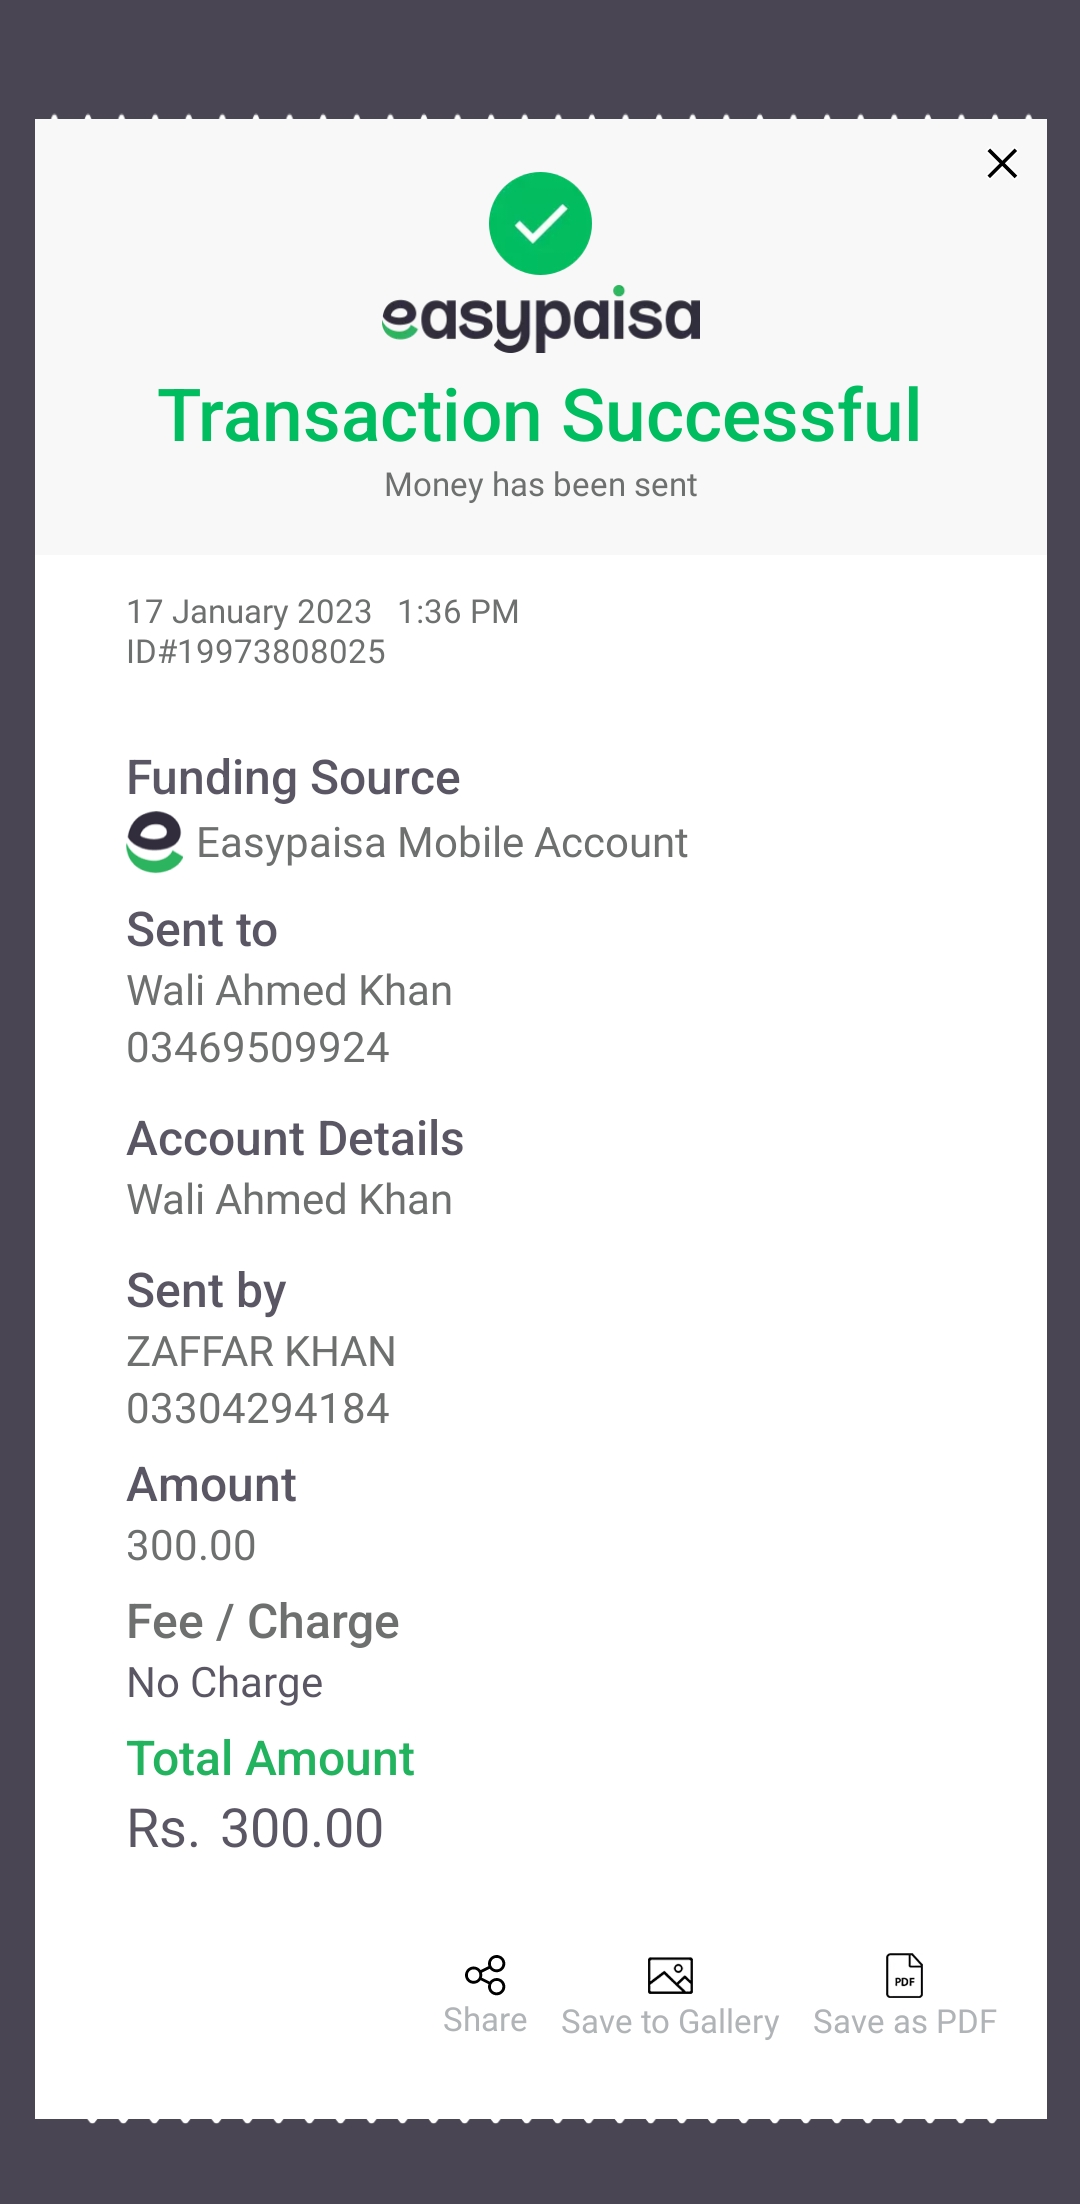 easypaisa
Transaction Successful
Money has been sent
17 January 2023 1:36 PM
ID#19973808025
Funding Source
Easypaisa Mobile Account
Sent to
Wali Ahmed Khan
03469509924
Account Details
Wali Ahmed Khan
Sent by
ZAFFAR KHAN
03304294184
Amount
300.00
Fee / Charge
No Charge
Total Amount
Rs. 300.00
PDF
Share Save to Gallery Save as PDF